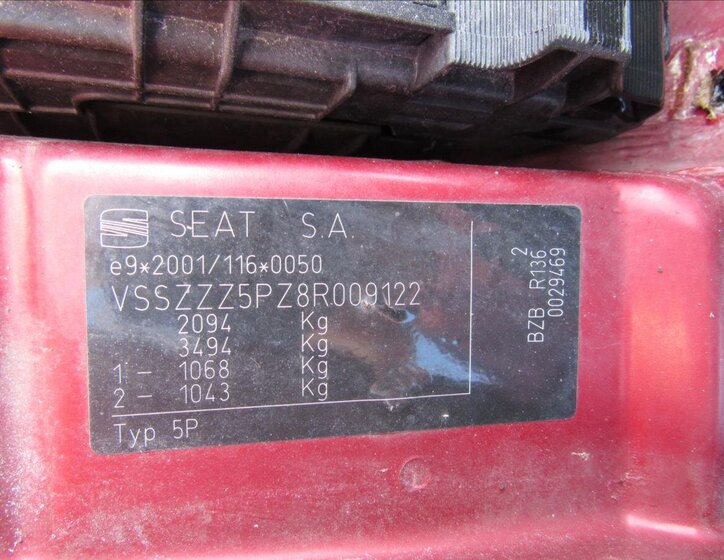 SEAT S.A.
e9*2001/116*0050
VSSZZZ5PZ8R009122
2094 Kg
3494 Kg
1- 1068 Kg
2- 1043 Kg
Typ 5P
BZB R136 2
0029469